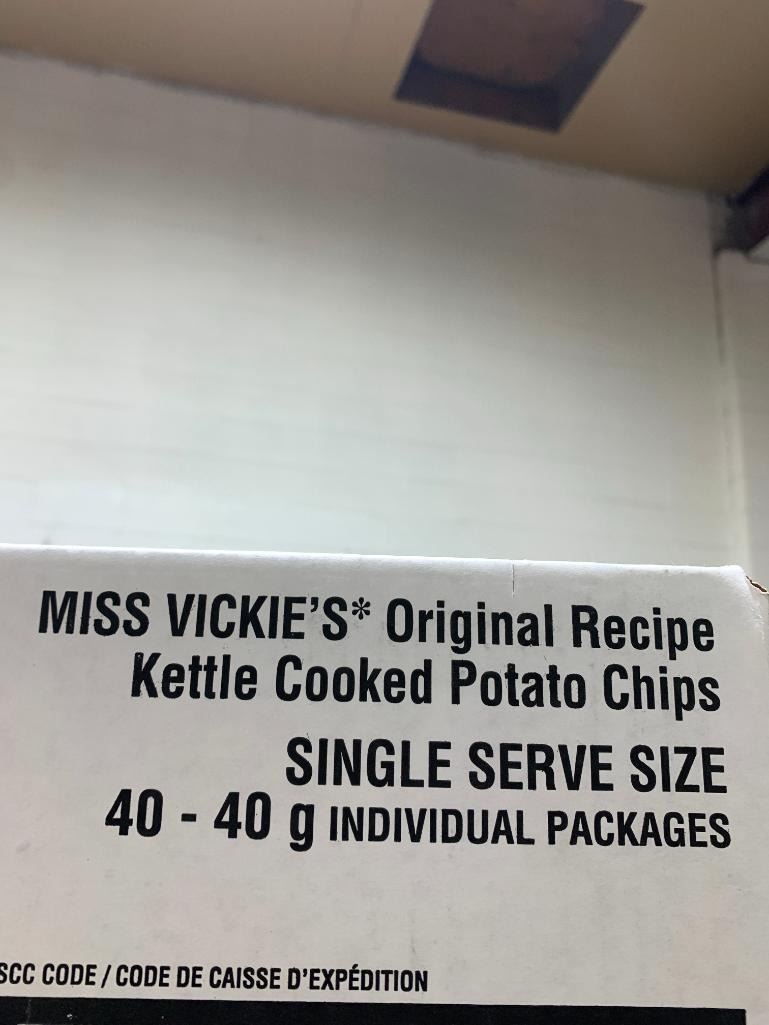 MISS VICKIE'S* Original Recipe
Kettle Cooked Potato Chips
SINGLE SERVE SIZE
40 - 40 g INDIVIDUAL PACKAGES
SCC CODE / CODE DE CAISSE D'EXPÉDITION